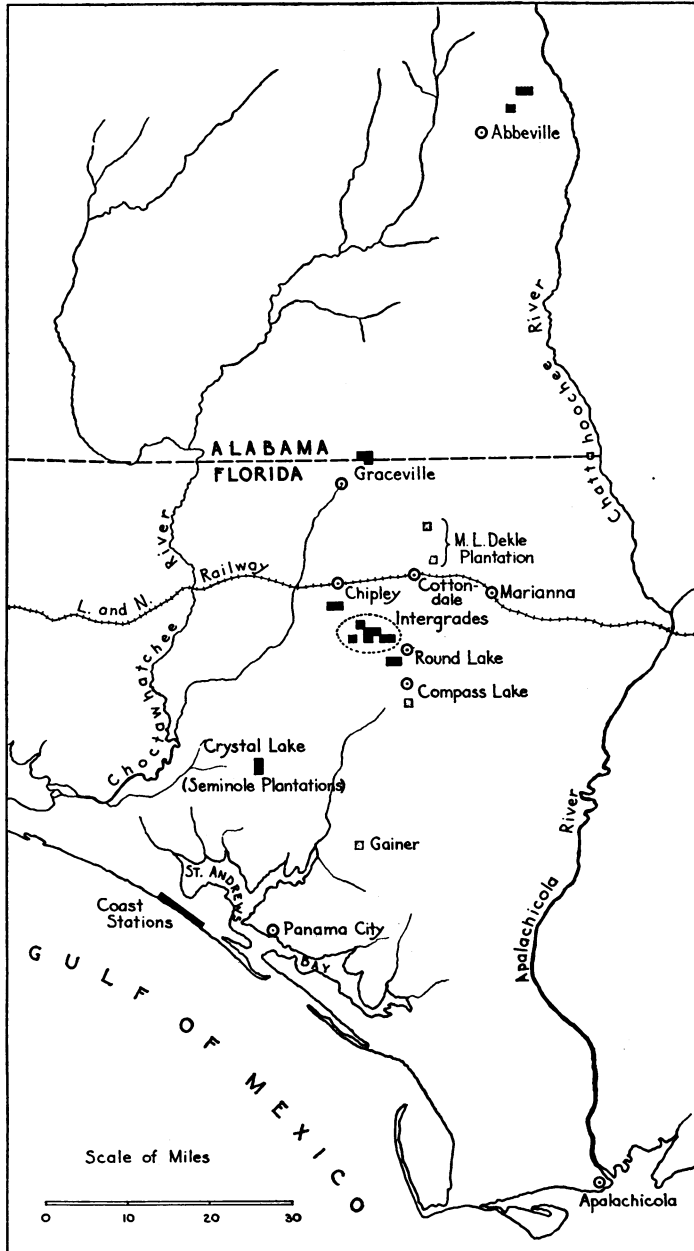 Abbeville
River
Chattahoochee
ALABAMA
FLORIDA
Graceville
River
Choctawhatchee
M.L.Dekle
Plantation
L. and N. Railway
Chipley
Cotton-
dale
Marianna
Intergrades
Round Lake
Compass Lake
Crystal Lake
(Seminole Plantations)
Gainer
River
Apalachicola
ST. ANDREWS
BAY
Coast
Stations
Panama City
GULF OF MEXICO
Scale of Miles
0 10 20 30
Apalachicola